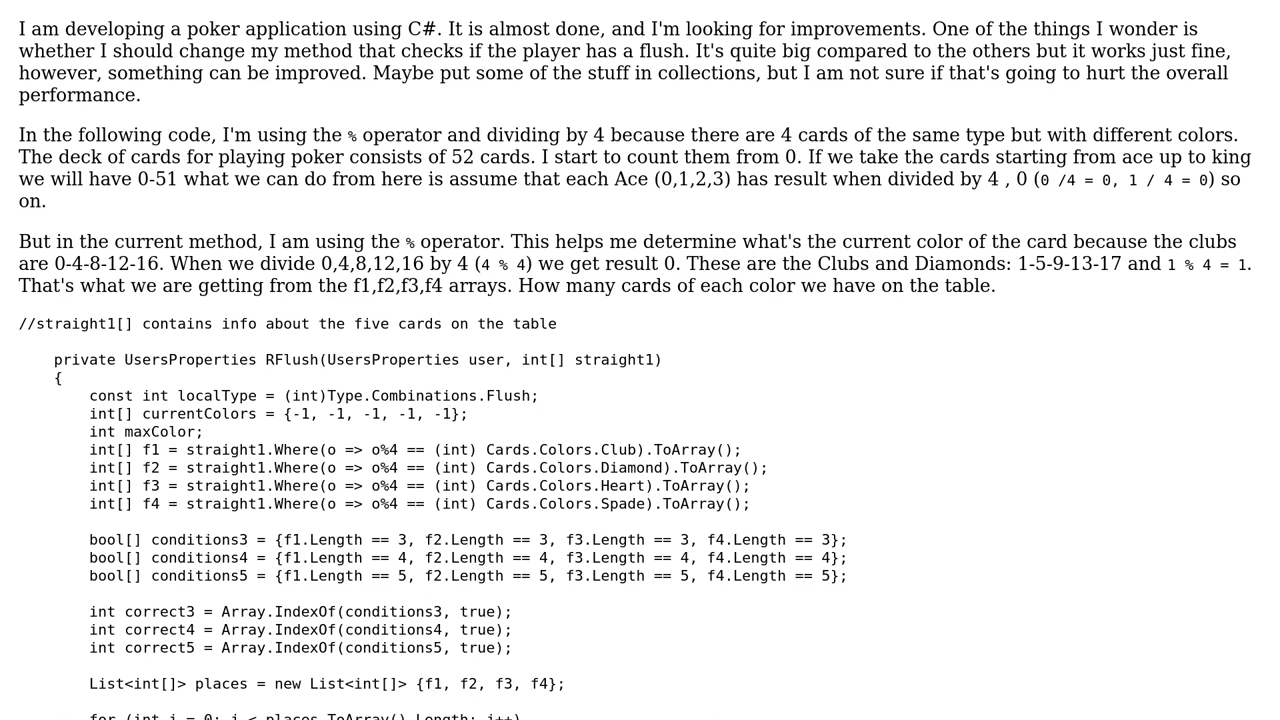 I am developing a poker application using C#. It is almost done, and I'm looking for improvements. One of the things I wonder is
whether I should change my method that checks if the player has a flush. It's quite big compared to the others but it works just fine,
however, something can be improved. Maybe put some of the stuff in collections, but I am not sure if that's going to hurt the overall
performance.
In the following code, I'm using the % operator and dividing by 4 because there are 4 cards of the same type but with different colors.
The deck of cards for playing poker consists of 52 cards. I start to count them from 0. If we take the cards starting from ace up to king
we will have 0-51 what we can do from here is assume that each Ace (0,1,2,3) has result when divided by 4 , 0 (0 /4 = 0, 1 / 4 = 0) so
on.
But in the current method, I am using the % operator. This helps me determine what's the current color of the card because the clubs
are 0-4-8-12-16. When we divide 0,4,8,12,16 by 4 (4 % 4) we get result 0. These are the Clubs and Diamonds: 1-5-9-13-17 and 1 % 4 = 1.
That's what we are getting from the f1,f2,f3,f4 arrays. How many cards of each color we have on the table.
//straight1[] contains info about the five cards on the table
private UsersProperties RFlush(UsersProperties user, int[] straight1)
{
const int localType = (int)Type.Combinations.Flush;
int[] currentColors = {-1, -1, -1, -1, -1};
int maxColor;
int[] f1 = straight1.Where(o => o%4 == (int) Cards.Colors.Club).ToArray();
int[] f2 = straight1.Where(o => o%4 == (int) Cards.Colors.Diamond).ToArray();
int[] f3 = straight1.Where(o => o%4 == (int) Cards.Colors.Heart).ToArray();
int[] f4 = straight1.Where(o => o%4 == (int) Cards.Colors.Spade).ToArray();
bool[] conditions3 = {f1.Length == 3, f2.Length == 3, f3.Length == 3, f4.Length == 3};
bool[] conditions4 = {f1.Length == 4, f2.Length == 4, f3.Length == 4, f4.Length == 4};
bool[] conditions5 = {f1.Length == 5, f2.Length == 5, f3.Length == 5, f4.Length == 5};
int correct3 = Array.IndexOf(conditions3, true);
int correct4 = Array.IndexOf(conditions4, true);
int correct5 = Array.IndexOf(conditions5, true);
List<int[]> places = new List<int[]> {f1, f2, f3, f4};
for (int i = 0; i < places.ToArray().Length; i++)